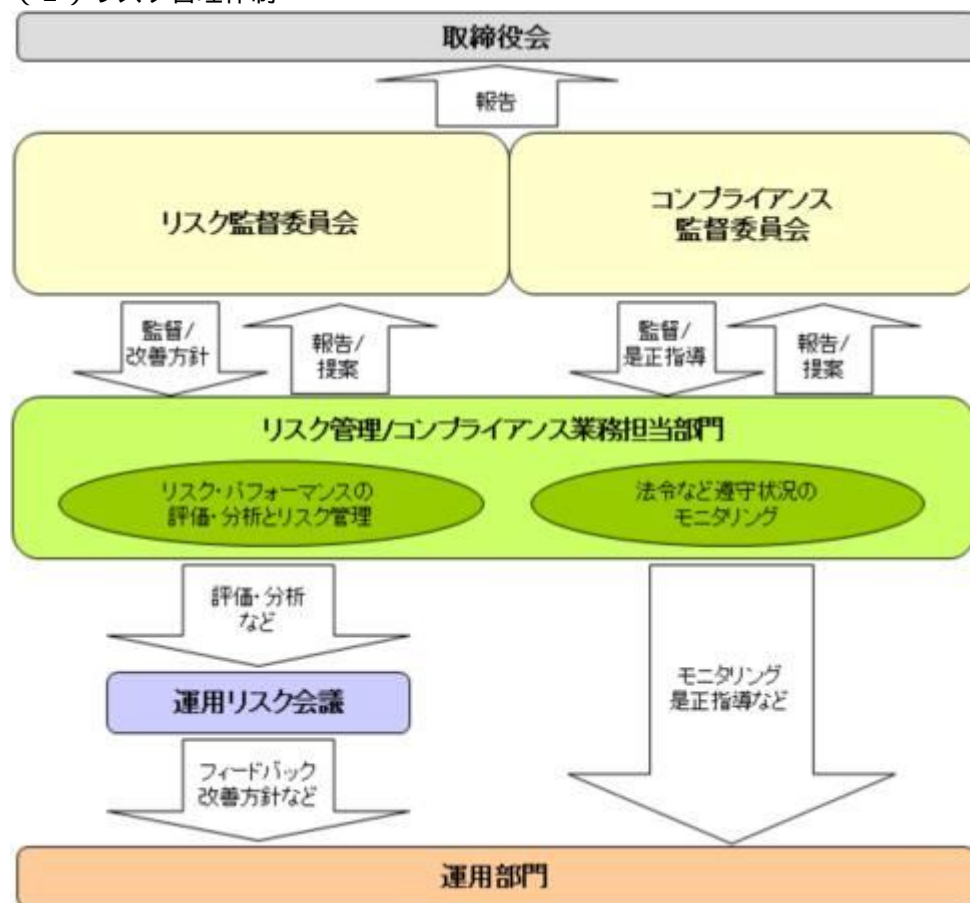 取締役会
報告
リスク監督委員会
コンプライアンス
監督委員会
監督/
改善方針
報告/
提案
監督/
是正指導
報告/
提案
リスク管理/コンプライアンス業務担当部門
リスク・パフォーマンスの
評価・分析とリスク管理
法令など遵守状況の
モニタリング
評価・分析
など
運用リスク会議
モニタリング
是正指導など
フィードバック
改善方針など
運用部門